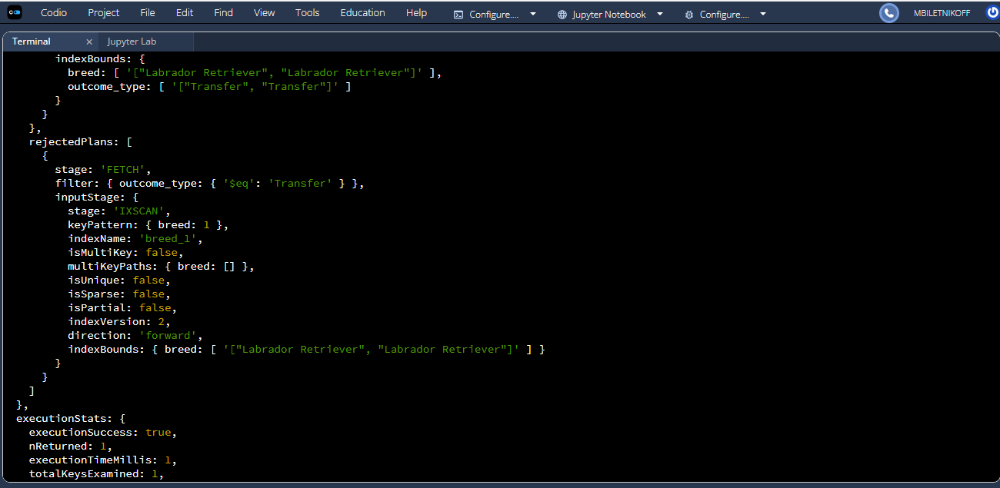 Codio Project File Edit Find View Tools Education Help Configure.... Jupyter Notebook Configure.... MBILETNIKOFF
Terminal × Jupyter Lab
indexBounds: {
breed: [ '["Labrador Retriever", "Labrador Retriever"]' ],
outcome_type: [ '["Transfer", "Transfer"]' ]
}
}
},
rejectedPlans: [
{
stage: 'FETCH',
filter: { outcome_type: { '$eq': 'Transfer' } },
inputStage: {
stage: 'IXSCAN',
keyPattern: { breed: 1 },
indexName: 'breed_1',
isMultiKey: false,
multiKeyPaths: { breed: [] },
isUnique: false,
isSparse: false,
isPartial: false,
indexVersion: 2,
direction: 'forward',
indexBounds: { breed: [ '["Labrador Retriever", "Labrador Retriever"]' ] }
}
}
]
},
executionStats: {
executionSuccess: true,
nReturned: 1,
executionTimeMillis: 1,
totalKeysExamined: 1,